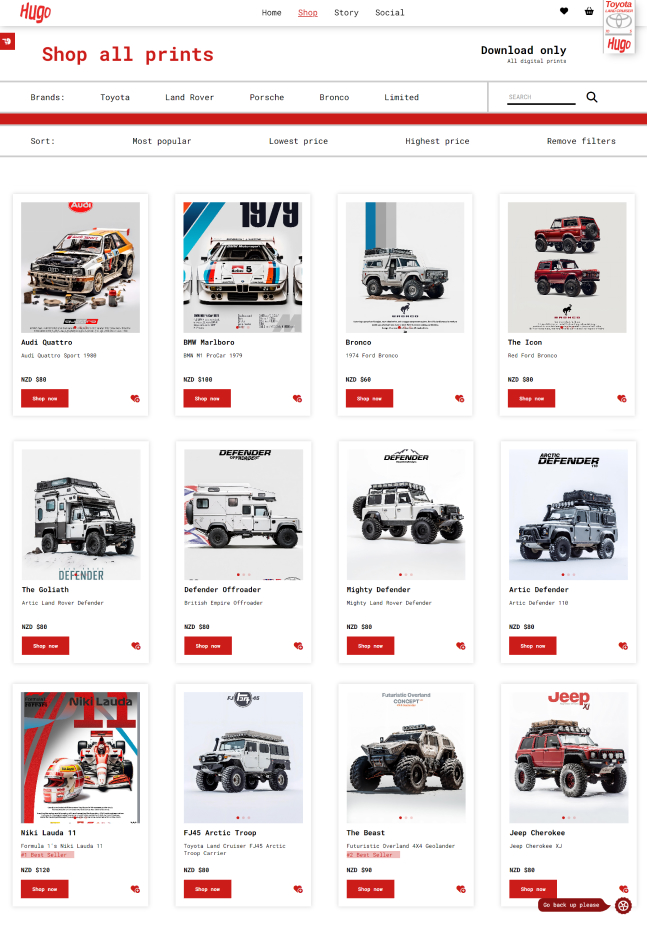 Hugo
Home
Shop
Story
Social
Toyota
LAND CRUISER
TOYOTA
Hugo
Shop all prints
Download only
All digital prints
Brands:
Toyota
Land Rover
Porsche
Bronco
Limited
SEARCH
Sort:
Most popular
Lowest price
Highest price
Remove filters
Audi
1979
BRONCO
BRONCO
Audi Quattro
BMW Marlboro
Bronco
The Icon
Audi Quattro Sport 1980
BMW M1 ProCar 1979
1974 Ford Bronco
Red Ford Bronco
NZD $80
NZD $100
NZD $60
NZD $80
Shop now
Shop now
Shop now
Shop now
DEFENDER
DEFENDER
OFFROADER
DEFENDER
ARCTIC
DEFENDER
110
The Goliath
Defender Offroader
Mighty Defender
Artic Defender
Artic Land Rover Defender
British Empire Offroader
Mighty Land Rover Defender
Artic Defender 110
NZD $80
NZD $80
NZD $80
NZD $80
Shop now
Shop now
Shop now
Shop now
Niki Lauda
11
FJ 45
Futuristic Overland
CONCEPT
Jeep
XJ
Niki Lauda 11
FJ45 Arctic Troop
The Beast
Jeep Cherokee
Formula 1's Niki Lauda 11
#1 Best Seller
Toyota Land Cruiser FJ45 Arctic
Troop Carrier
Futuristic Overland 4X4 Geolander
#2 Best Seller
Jeep Cherokee XJ
NZD $120
NZD $80
NZD $90
NZD $80
Shop now
Shop now
Shop now
Shop now
Go back up please